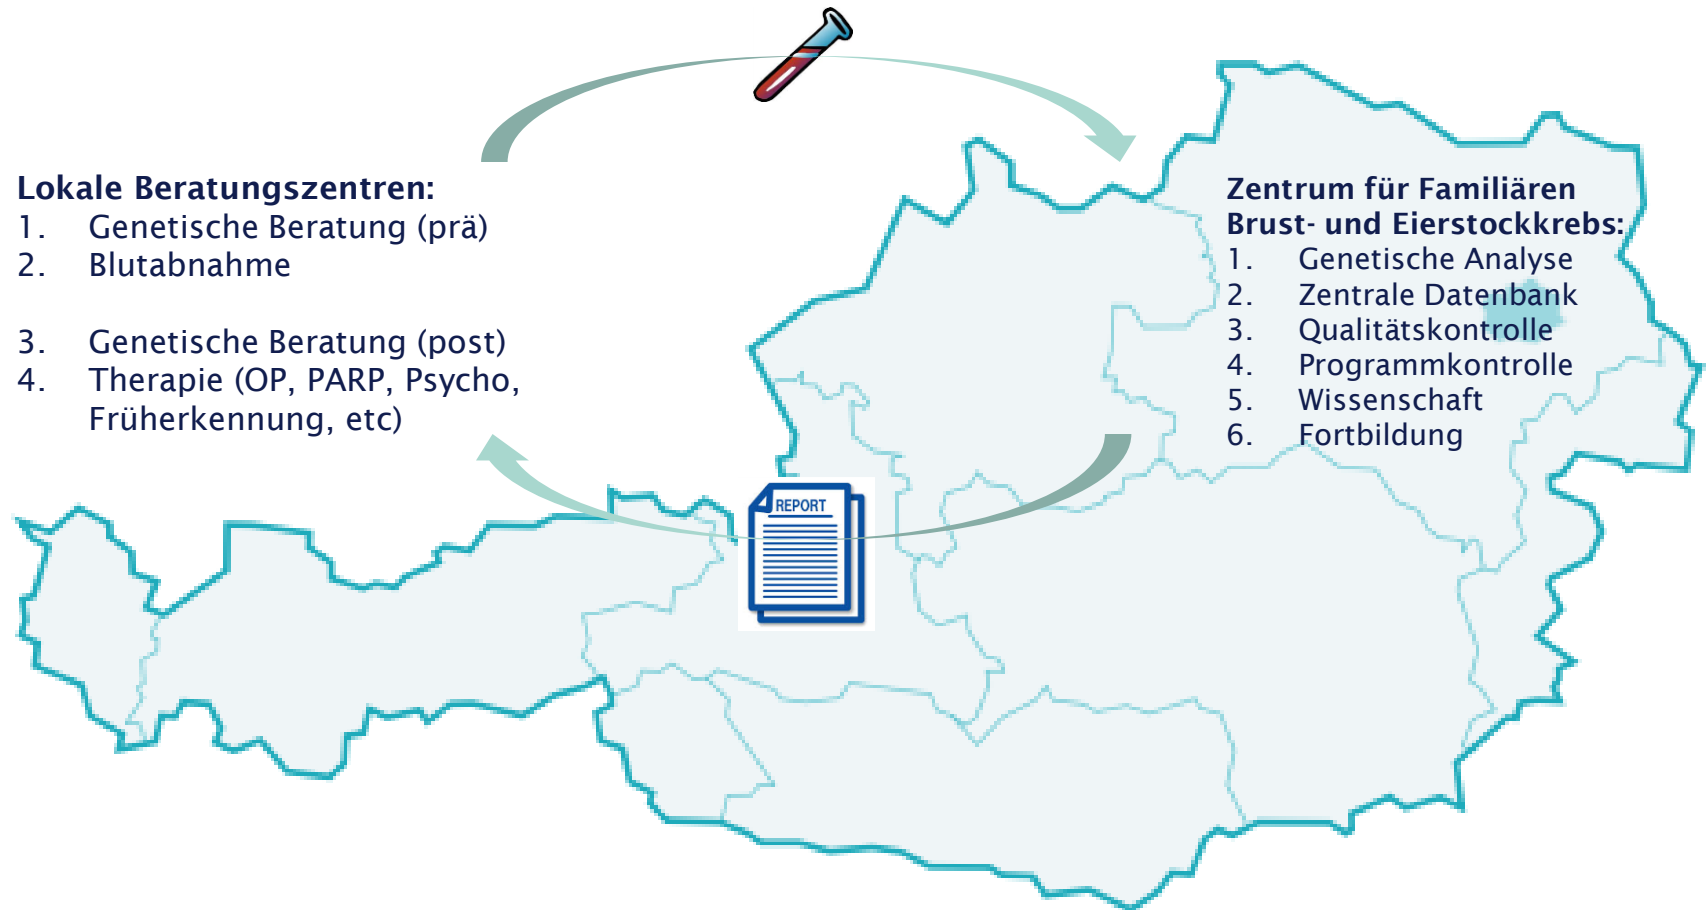 Lokale Beratungszentren:
1. Genetische Beratung (prä)
2. Blutabnahme
3. Genetische Beratung (post)
4. Therapie (OP, PARP, Psycho,
Früherkennung, etc)
Zentrum für Familiären
Brust- und Eierstockkrebs:
1. Genetische Analyse
2. Zentrale Datenbank
3. Qualitätskontrolle
4. Programmkontrolle
5. Wissenschaft
6. Fortbildung
REPORT